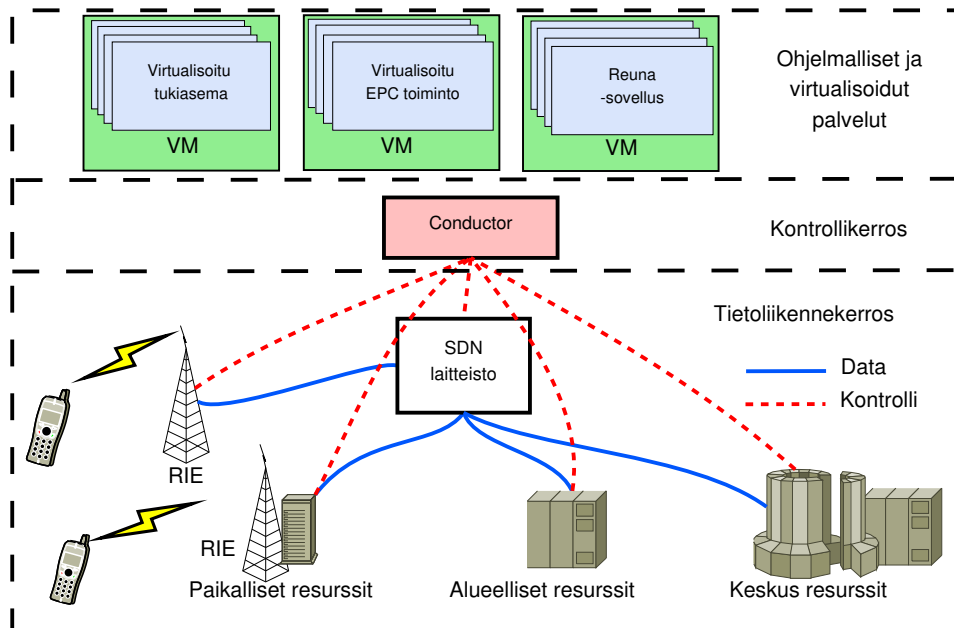 Virtualisoitu
tukiasema
VM
Virtualisoitu
EPC toiminto
VM
Reuna
-sovellus
VM
Ohjelmalliset ja
virtualisoidut
palvelut
Conductor
Kontrollikerros
Tietoliikennekerros
SDN
laitteisto
Data
Kontrolli
RIE
RIE
Paikalliset resurssit
Alueelliset resurssit
Keskus resurssit